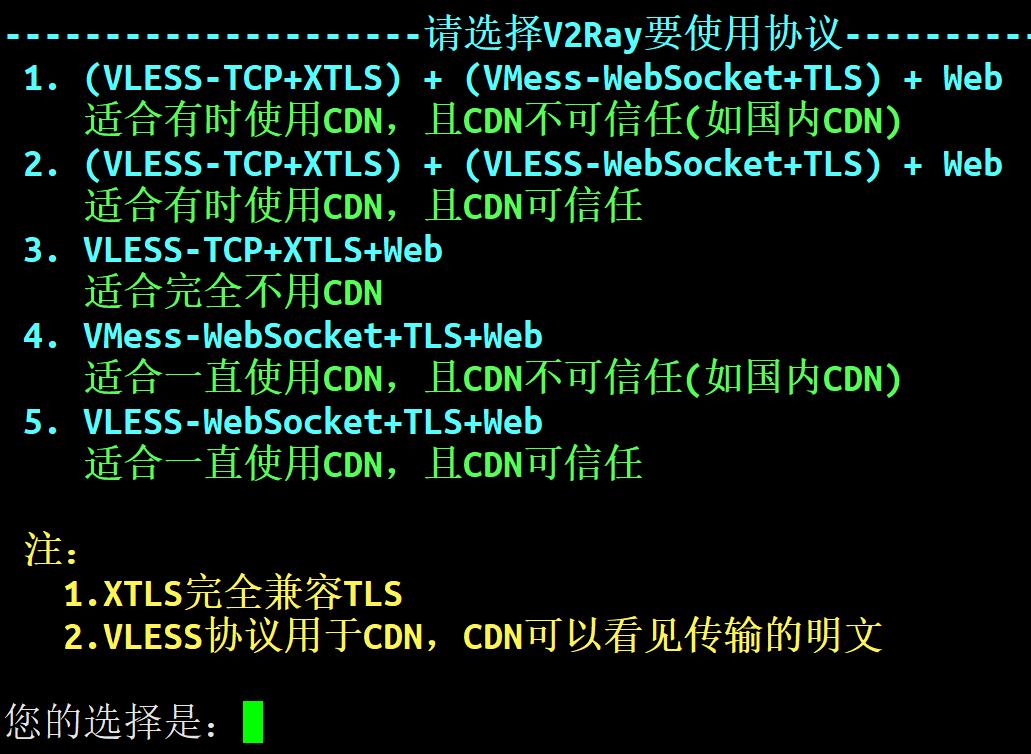 ---------------------请选择V2Ray要使用协议----------
1. (VLESS-TCP+XTLS) + (VMess-WebSocket+TLS) + Web
适合有时使用CDN，且CDN不可信任(如国内CDN)
2. (VLESS-TCP+XTLS) + (VLESS-WebSocket+TLS) + Web
适合有时使用CDN，且CDN可信任
3. VLESS-TCP+XTLS+Web
适合完全不用CDN
4. VMess-WebSocket+TLS+Web
适合一直使用CDN，且CDN不可信任(如国内CDN)
5. VLESS-WebSocket+TLS+Web
适合一直使用CDN，且CDN可信任
注：
1.XTLS完全兼容TLS
2.VLESS协议用于CDN，CDN可以看见传输的明文
您的选择是：